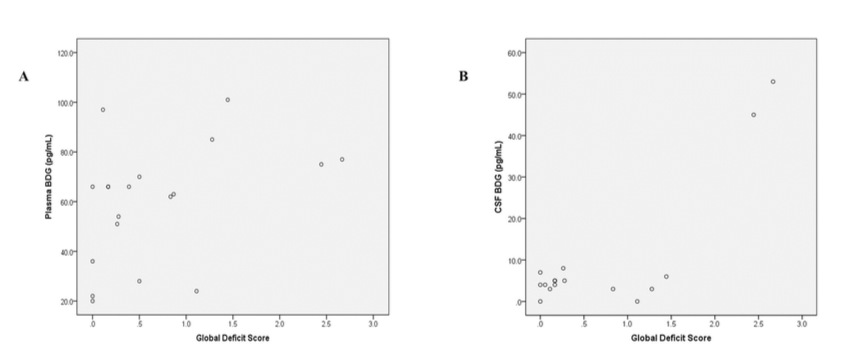 A
Plasma BDG (pg/mL)
120.0
100.0
80.0
60.0
40.0
20.0
.0 .5 1.0 1.5 2.0 2.5 3.0
Global Deficit Score
B
CSF BDG (pg/mL)
60.0
50.0
40.0
30.0
20.0
10.0
.0
.0 .5 1.0 1.5 2.0 2.5 3.0
Global Deficit Score